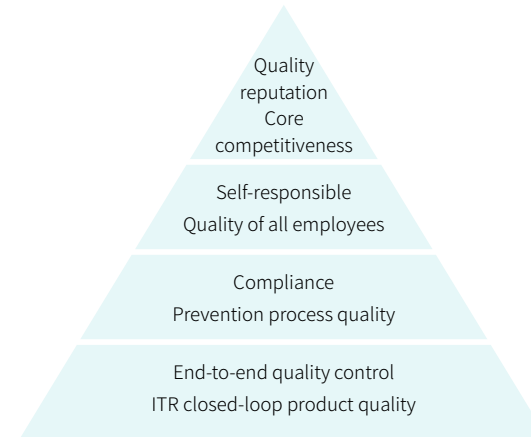 Quality
reputation
Core
competitiveness
Self-responsible
Quality of all employees
Compliance
Prevention process quality
End-to-end quality control
ITR closed-loop product quality